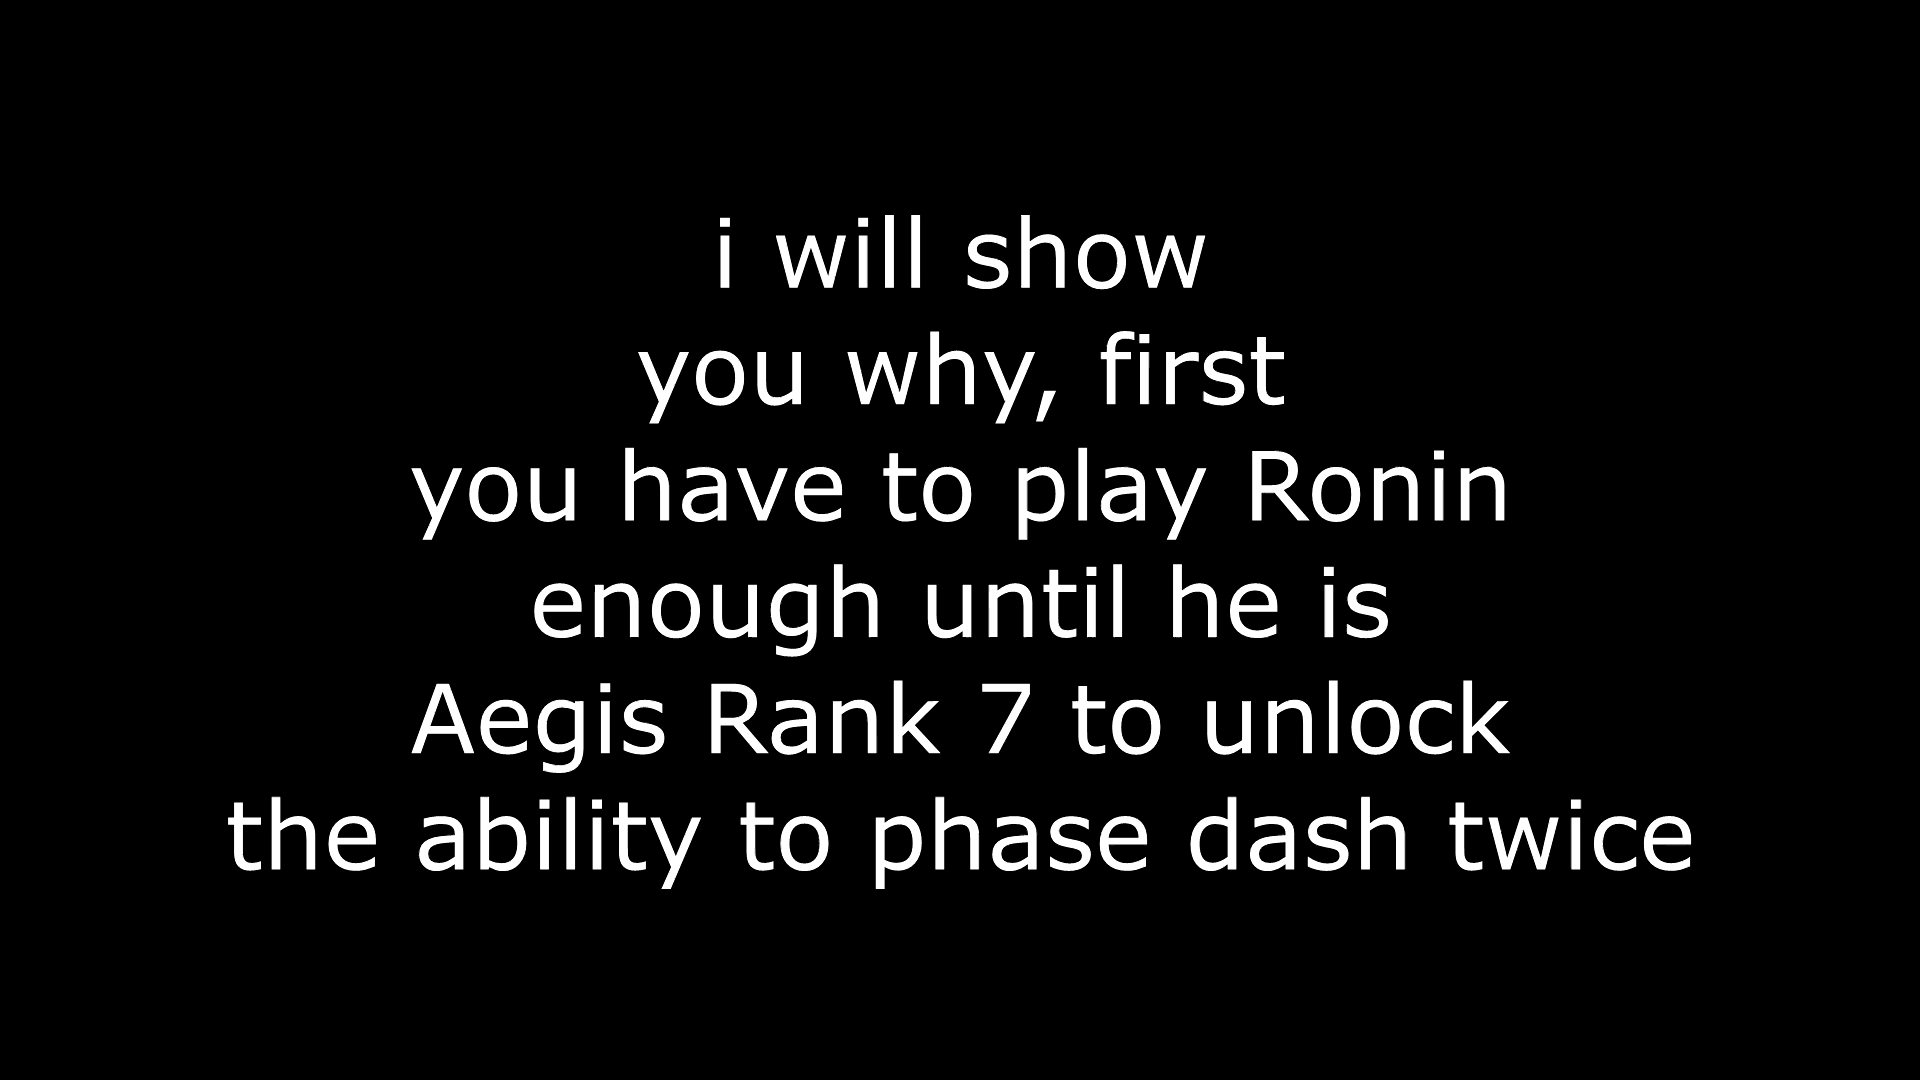 i will show
you why, first
you have to play Ronin
enough until he is
Aegis Rank 7 to unlock
the ability to phase dash twice